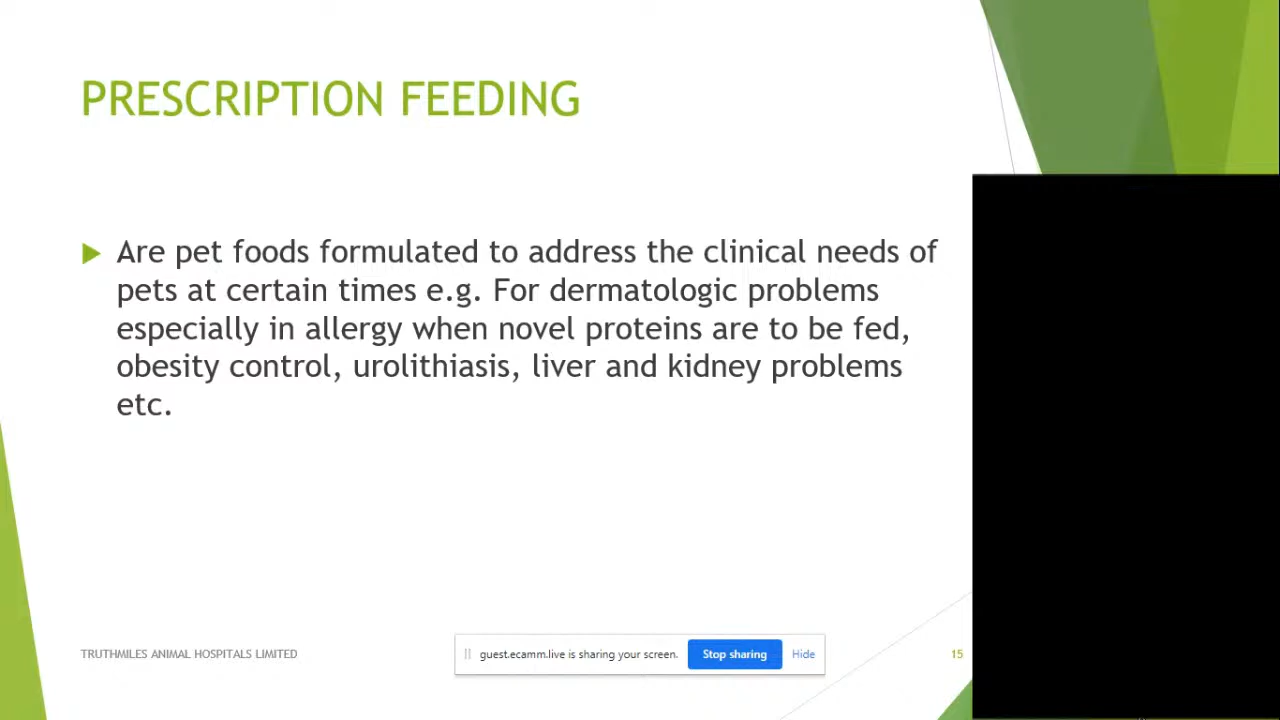 PRESCRIPTION FEEDING
Are pet foods formulated to address the clinical needs of
pets at certain times e.g. For dermatologic problems
especially in allergy when novel proteins are to be fed,
obesity control, urolithiasis, liver and kidney problems
etc.
TRUTHMILES ANIMAL HOSPITALS LIMITED
guest.ecamm.live is sharing your screen.
Stop sharing
Hide
15